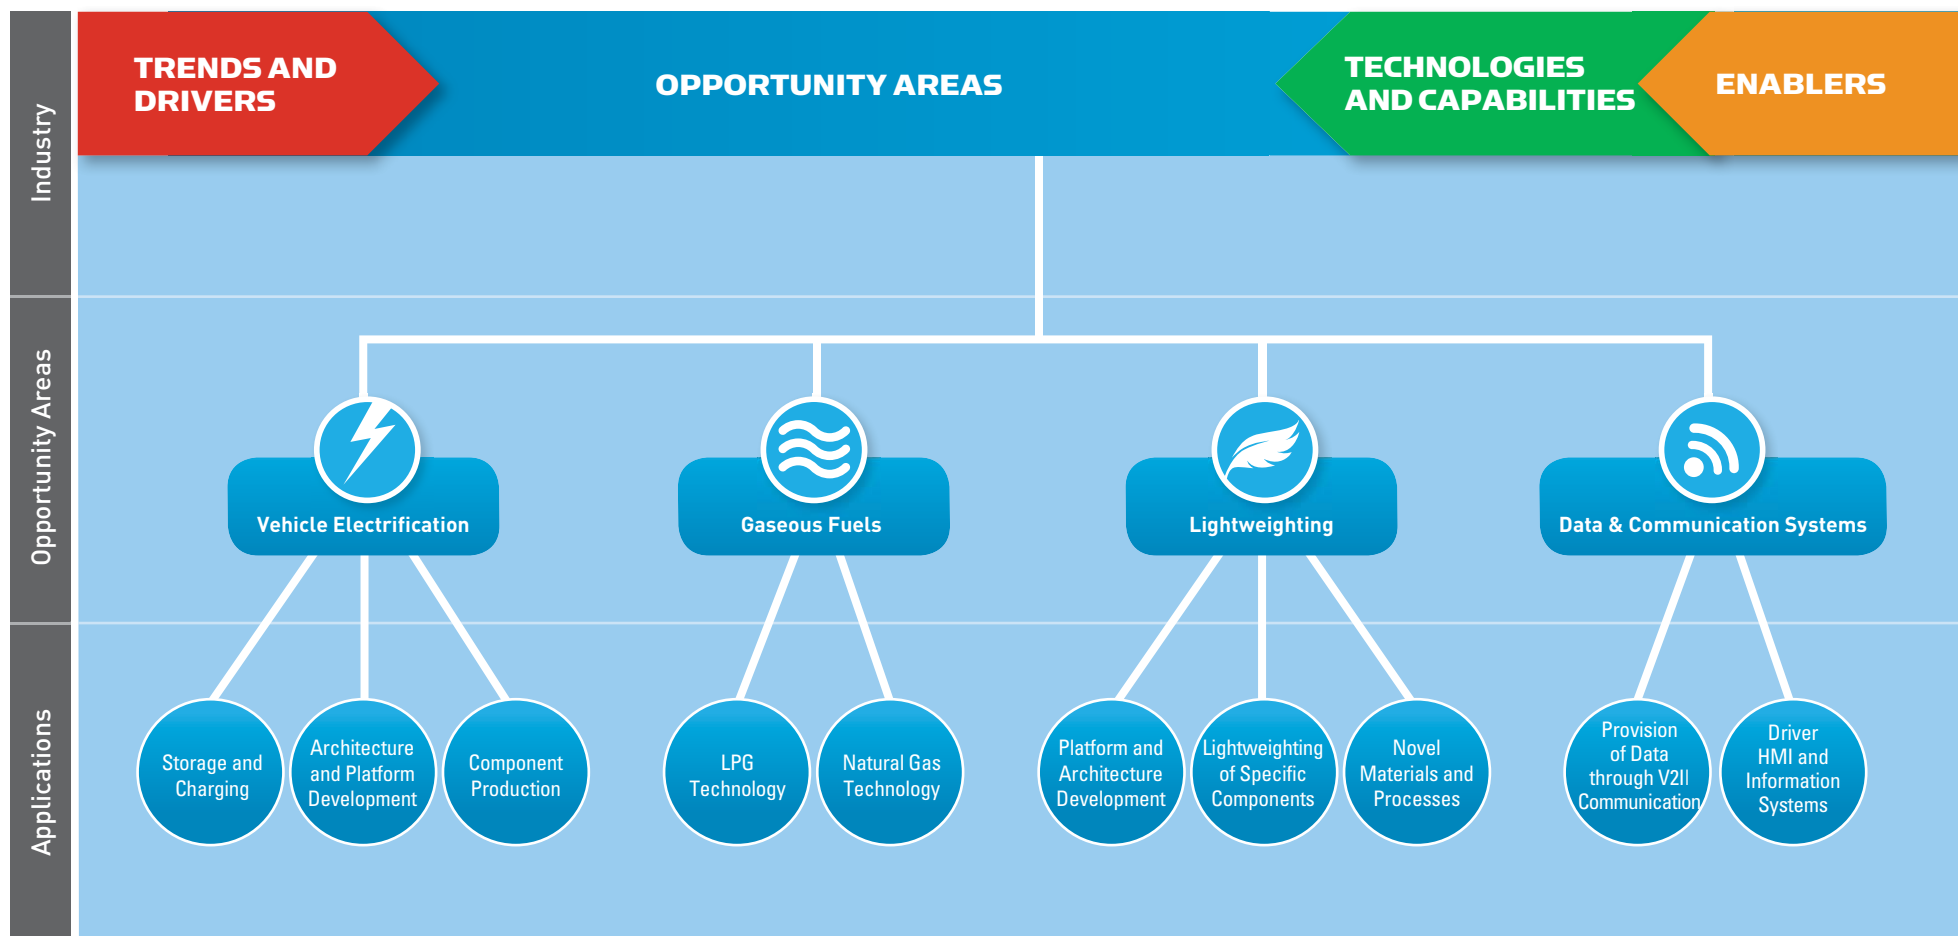 Industry
TRENDS AND
DRIVERS
OPPORTUNITY AREAS
TECHNOLOGIES
AND CAPABILITIES
ENABLERS
Opportunity Areas
Vehicle Electrification
Gaseous Fuels
Lightweighting
Data & Communication Systems
Applications
Storage and
Charging
Architecture
and Platform
Development
Component
Production
LPG
Technology
Natural Gas
Technology
Platform and
Architecture
Development
Lightweighting
of Specific
Components
Novel
Materials and
Processes
Provision
of Data
through V2II
Communication
Driver
HMI and
Information
Systems